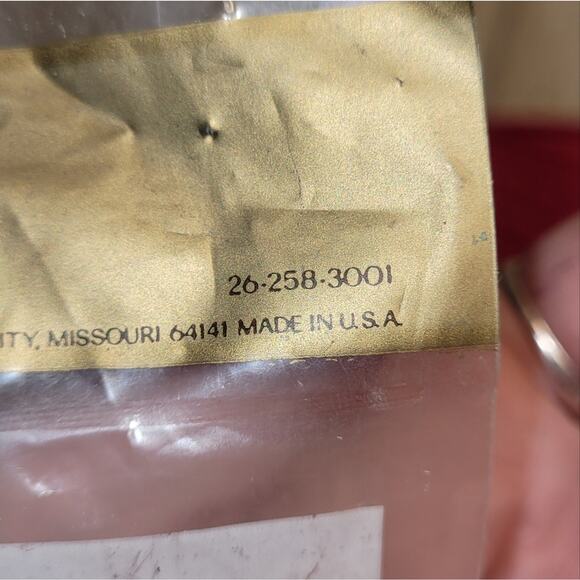 26-258-3001
ITY, MISSOURI 64141 MADE IN U.S.A.